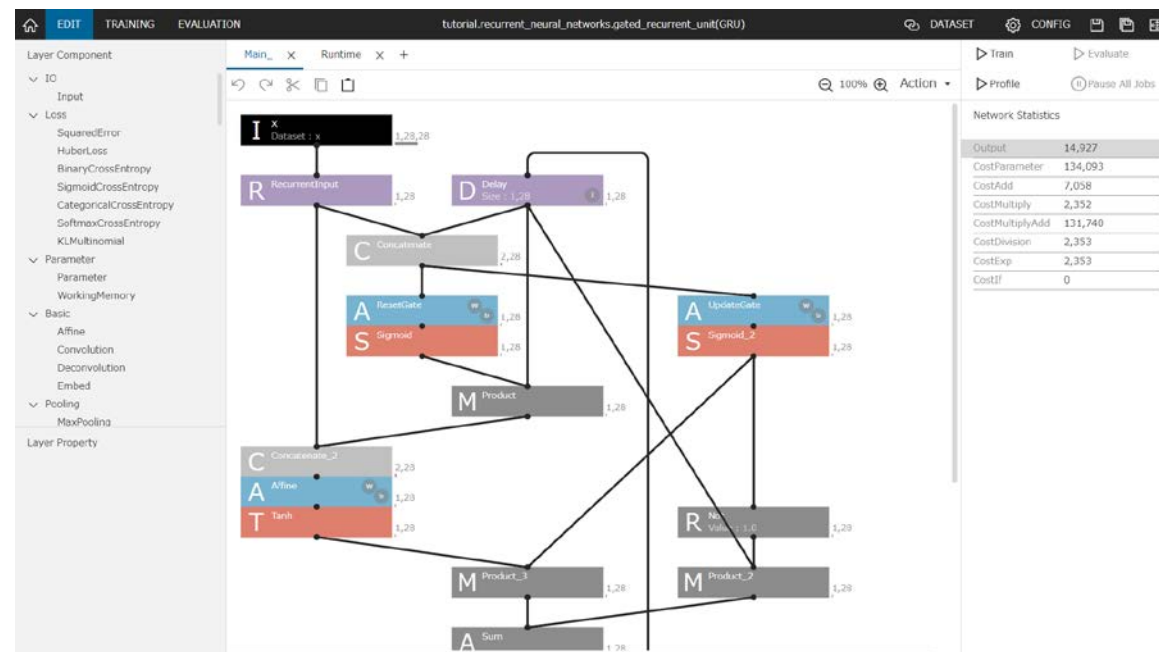 EDIT TRAINING EVALUATION tutorial.recurrent_neural_networks.gated_recurrent_unit(GRU) DATASET CONFIG
Layer Component
IO
Input
Loss
SquaredError
HuberLoss
BinaryCrossEntropy
SigmoidCrossEntropy
CategoricalCrossEntropy
SoftmaxCrossEntropy
KLMultinomial
Parameter
Parameter
WorkingMemory
Basic
Affine
Convolution
Deconvolution
Embed
Pooling
MaxPooling
Layer Property
Main_ X Runtime X +
100% Action
I X
Dataset : x 1,28,28
R RecurrentInput 1,28
D Delay
Size : 1,28 1,28
C Concatenate 2,28
A ResetGate W b 1,28
S Sigmoid 1,28
A UpdateGate W b 1,28
S Sigmoid_2 1,28
M Product 1,28
C Concatenate_2 2,28
A Affine W b 1,28
T Tanh 1,28
R
Value : 1.0 1,28
M Product_3 1,28
M Product_2 1,28
A Sum 1,28
Train Evaluate
Profile Pause All Jobs
Network Statistics
Output 14,927
CostParameter 134,093
CostAdd 7,058
CostMultiply 2,352
CostMultiplyAdd 131,740
CostDivision 2,353
CostExp 2,353
CostIf 0